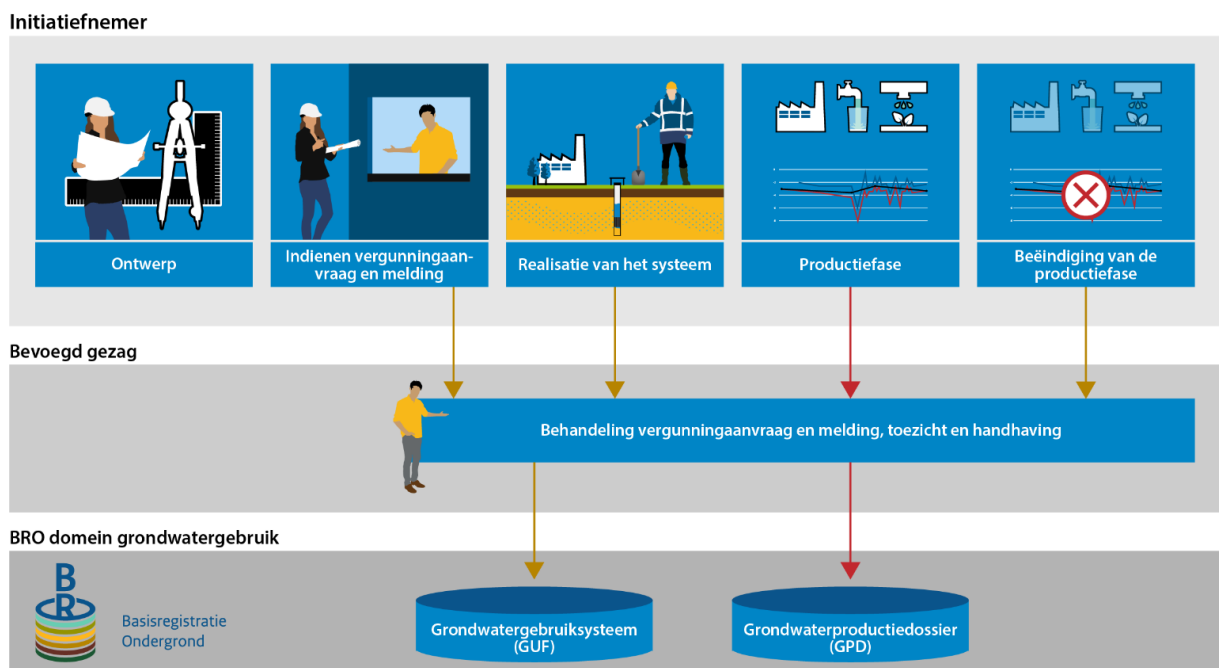 Initiatiefnemer
Ontwerp
Indienen vergunningaan-
vraag en melding
Realisatie van het systeem
Productiefase
Beëindiging van de
productiefase
Bevoegd gezag
Behandeling vergunningaanvraag en melding, toezicht en handhaving
BRO domein grondwatergebruik
B
R
Basisregistratie
Ondergrond
Grondwatergebruiksysteem
(GUF)
Grondwaterproductiedossier
(GPD)